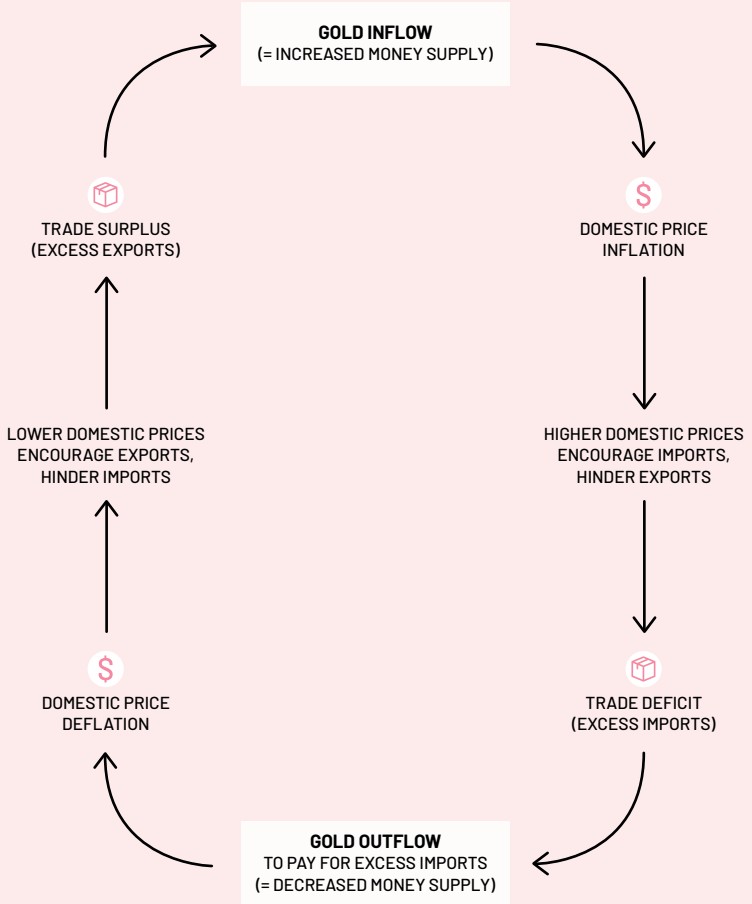 GOLD INFLOW
(= INCREASED MONEY SUPPLY)
$
DOMESTIC PRICE
INFLATION
HIGHER DOMESTIC PRICES
ENCOURAGE IMPORTS,
HINDER EXPORTS
TRADE DEFICIT
(EXCESS IMPORTS)
GOLD OUTFLOW
TO PAY FOR EXCESS IMPORTS
(= DECREASED MONEY SUPPLY)
$
DOMESTIC PRICE
DEFLATION
LOWER DOMESTIC PRICES
ENCOURAGE EXPORTS,
HINDER IMPORTS
TRADE SURPLUS
(EXCESS EXPORTS)